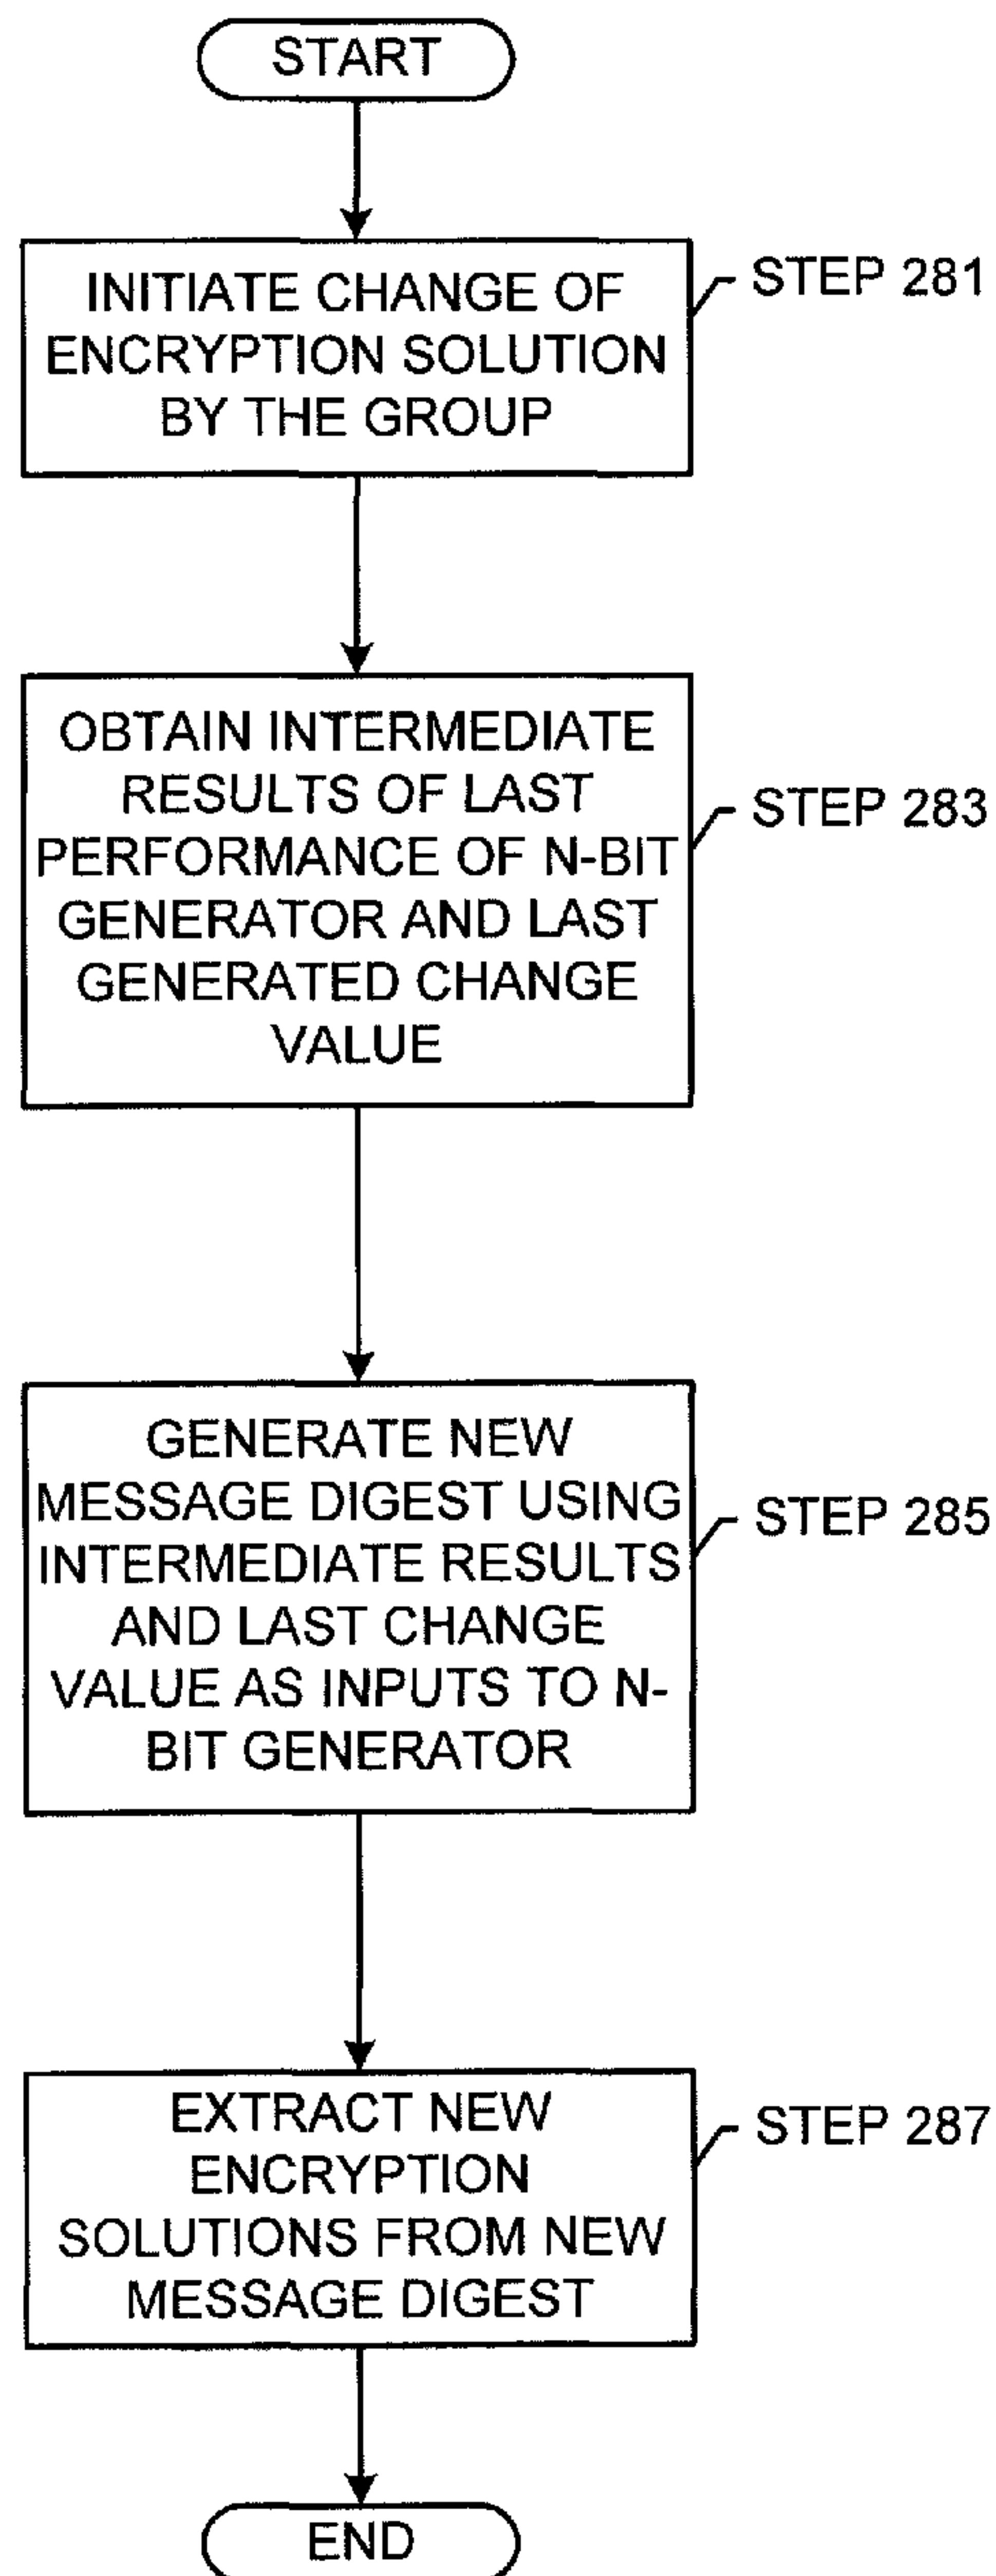 START
INITIATE CHANGE OF
ENCRYPTION SOLUTION
BY THE GROUP
STEP 281
OBTAIN INTERMEDIATE
RESULTS OF LAST
PERFORMANCE OF N-BIT
GENERATOR AND LAST
GENERATED CHANGE
VALUE
STEP 283
GENERATE NEW
MESSAGE DIGEST USING
INTERMEDIATE RESULTS
AND LAST CHANGE
VALUE AS INPUTS TO N-
BIT GENERATOR
STEP 285
EXTRACT NEW
ENCRYPTION
SOLUTIONS FROM NEW
MESSAGE DIGEST
STEP 287
END